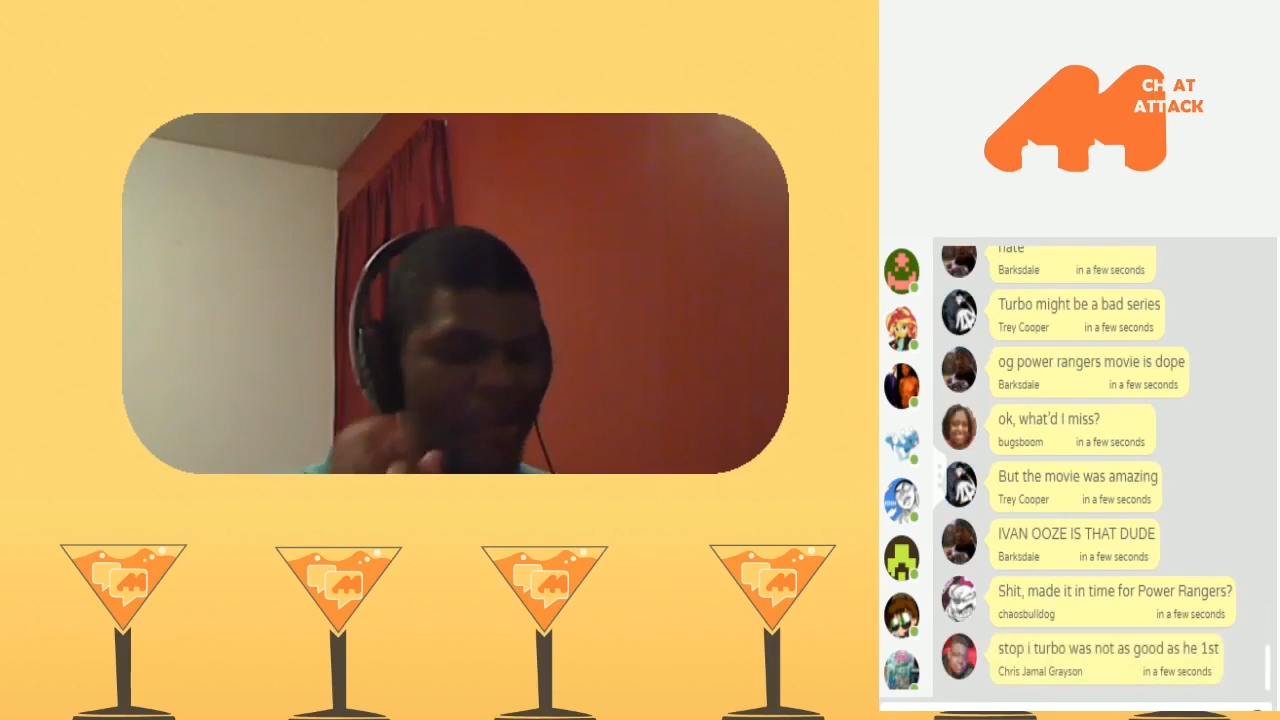 CHAT
ATTACK
hate
Barksdale in a few seconds
Turbo might be a bad series
Trey Cooper in a few seconds
og power rangers movie is dope
Barksdale in a few seconds
ok, what'd I miss?
bugsboom in a few seconds
But the movie was amazing
Trey Cooper in a few seconds
IVAN OOZE IS THAT DUDE
Barksdale in a few seconds
Shit, made it in time for Power Rangers?
chaosbulldog in a few seconds
stop i turbo was not as good as he 1st
Chris Jamal Grayson in a few seconds